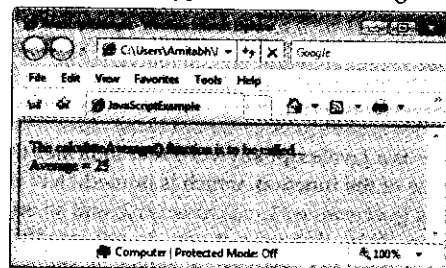 C:\Users\Amitabh\
Google
File Edit View Favorites Tools Help
JavaScriptExample
The calculateAverage() function is to be called.
Average = 25
Computer | Protected Mode: Off
100%